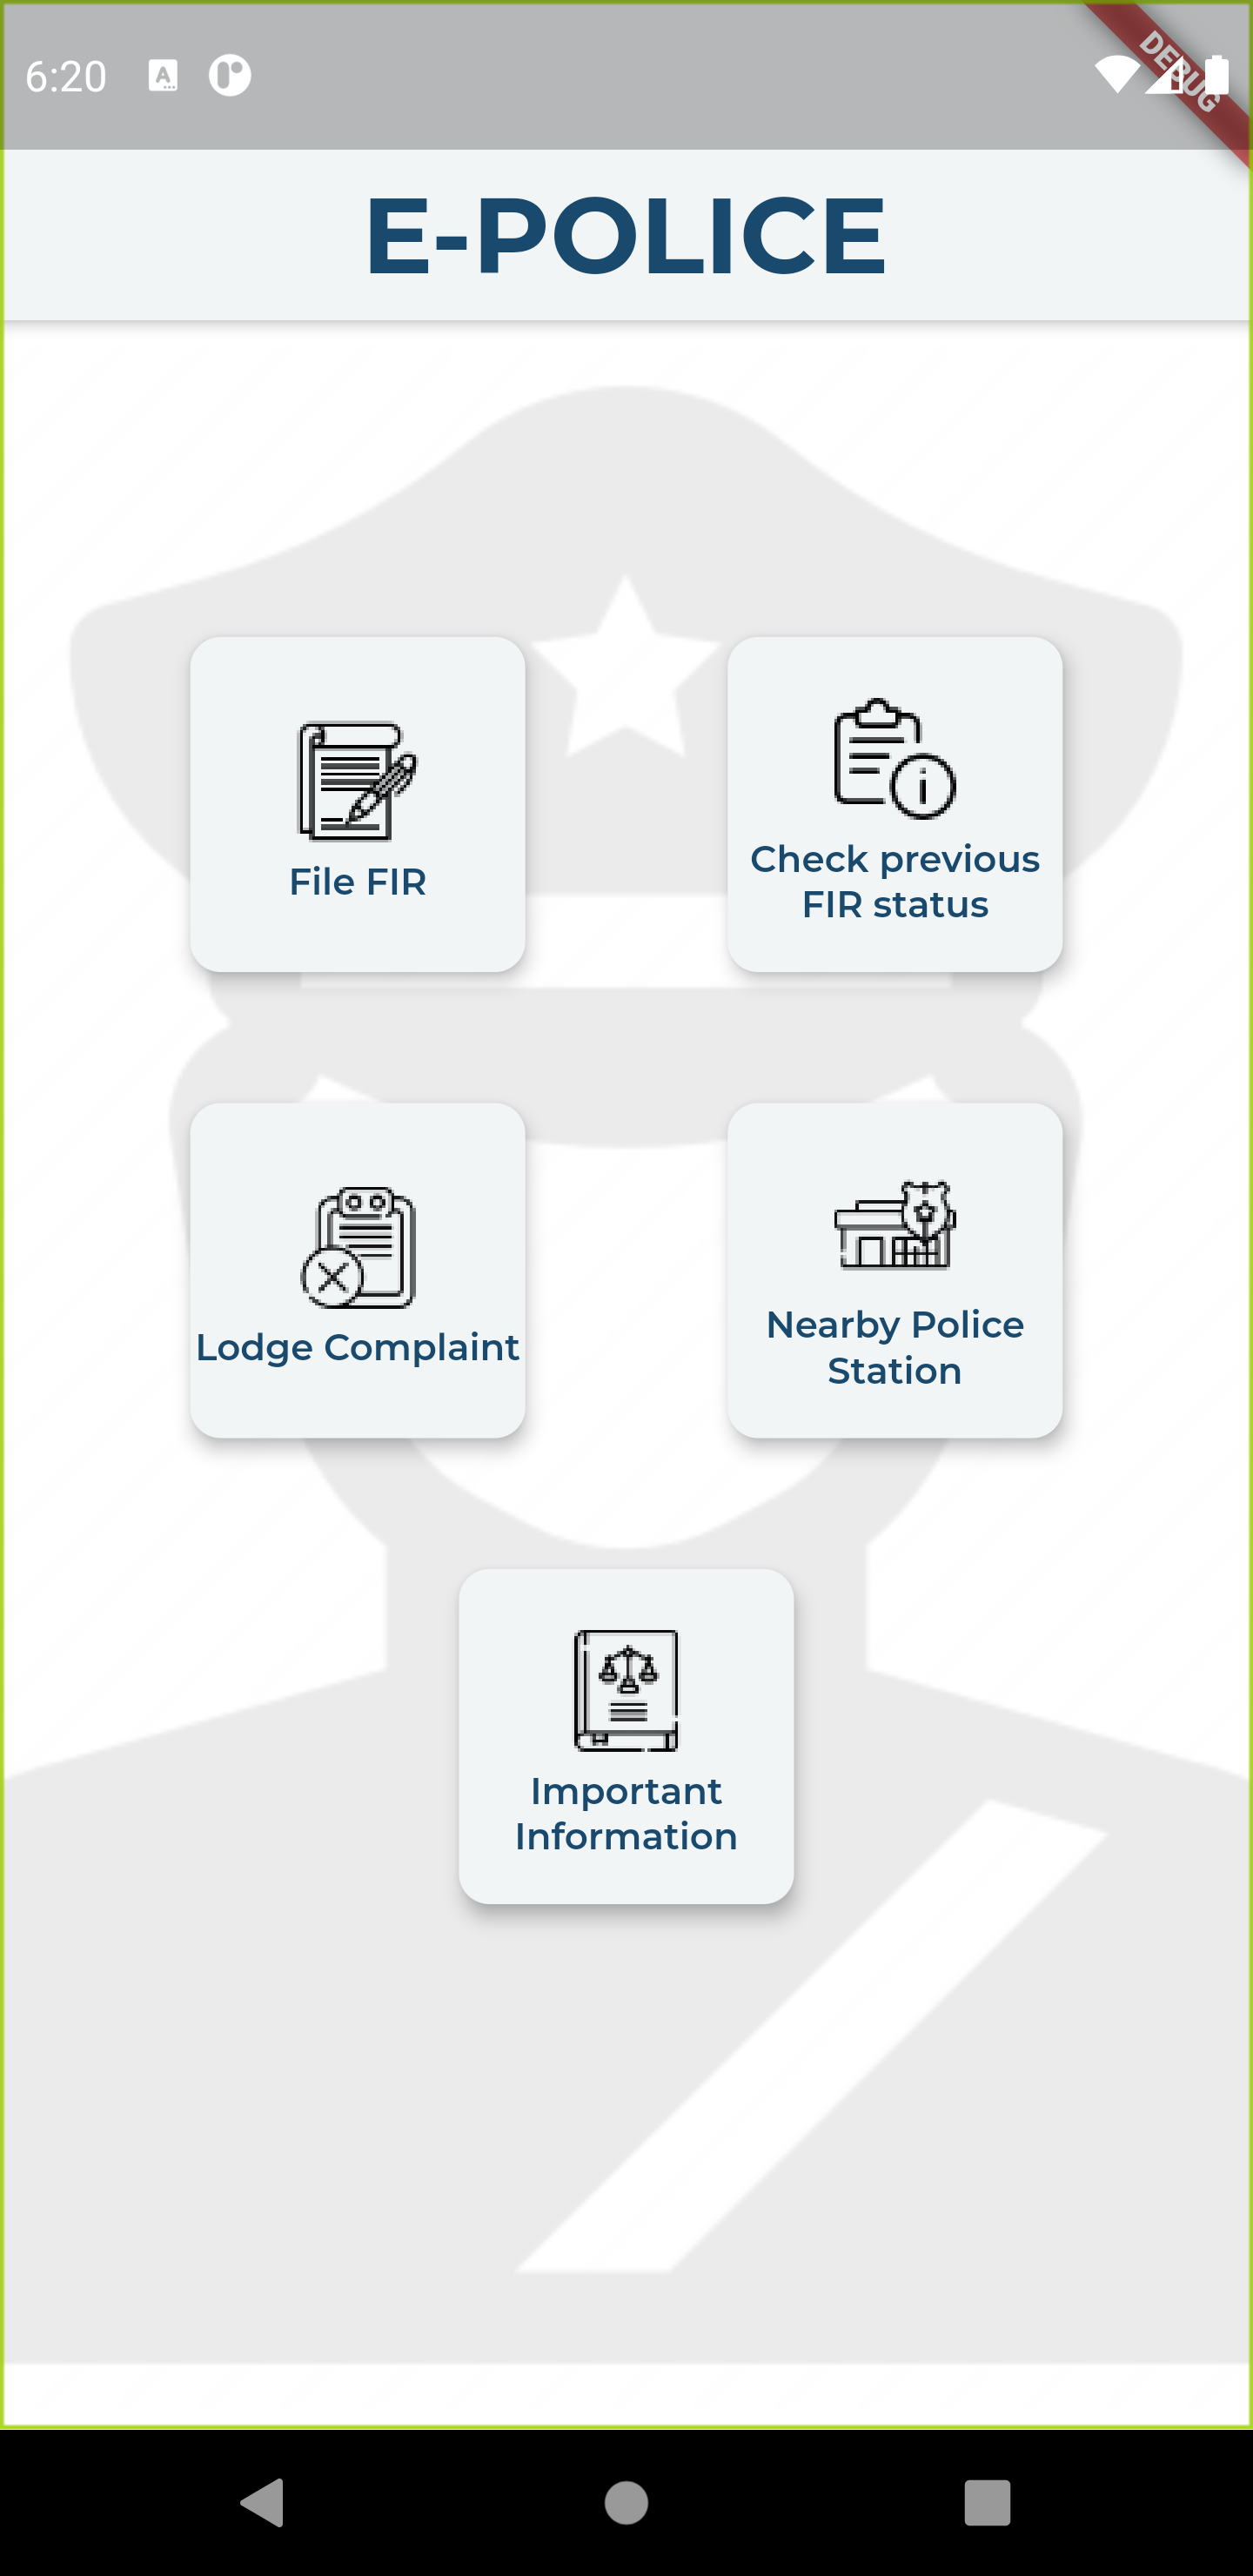 6:20
A
DEBUG
E-POLICE
File FIR
Check previous
FIR status
Lodge Complaint
Nearby Police
Station
Important
Information